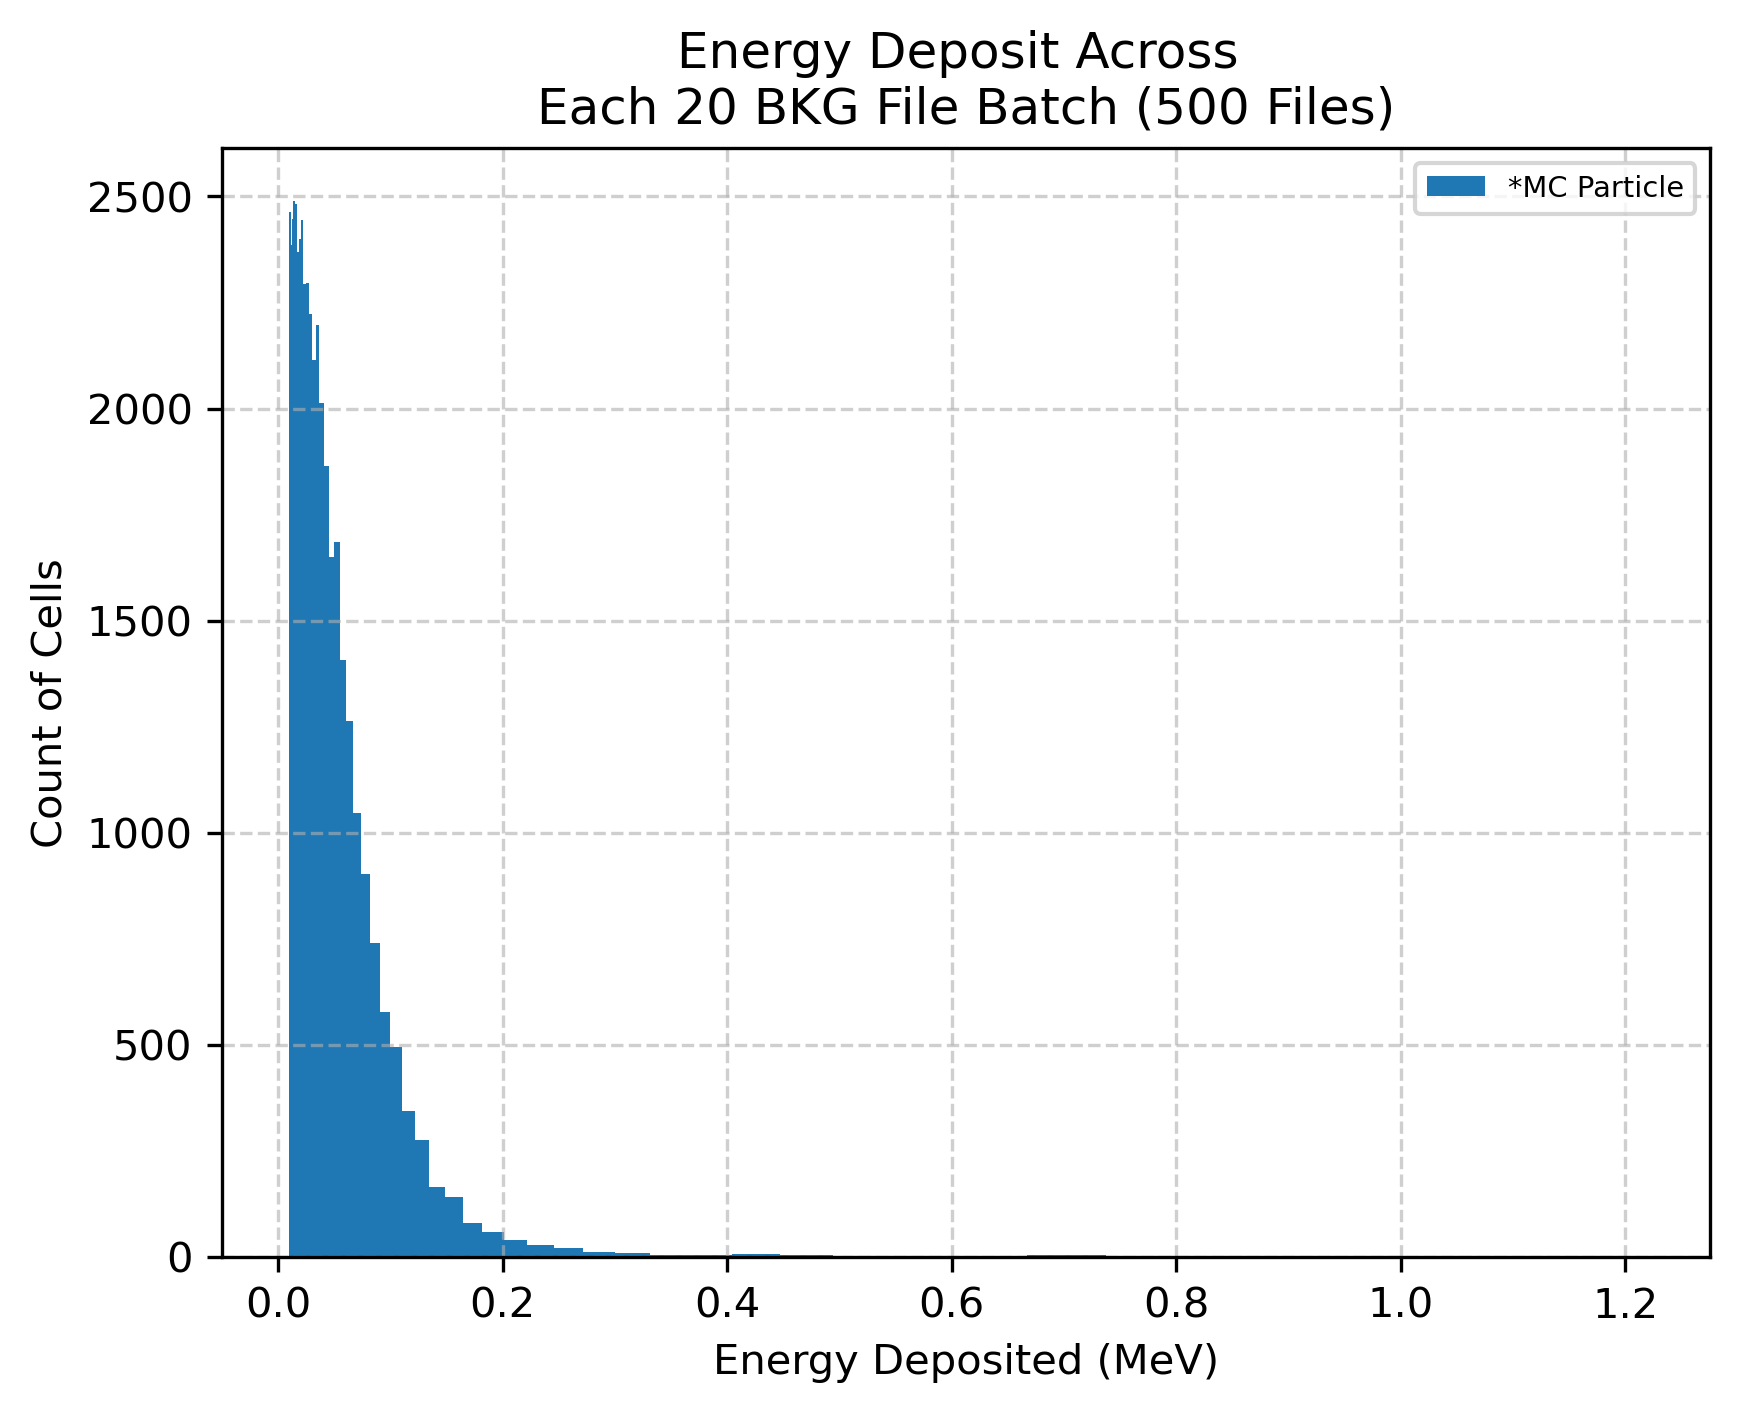 Energy Deposit Across
Each 20 BKG File Batch (500 Files)
*MC Particle
2500
2000
1500
1000
500
0
Count of Cells
0.0 0.2 0.4 0.6 0.8 1.0 1.2
Energy Deposited (MeV)